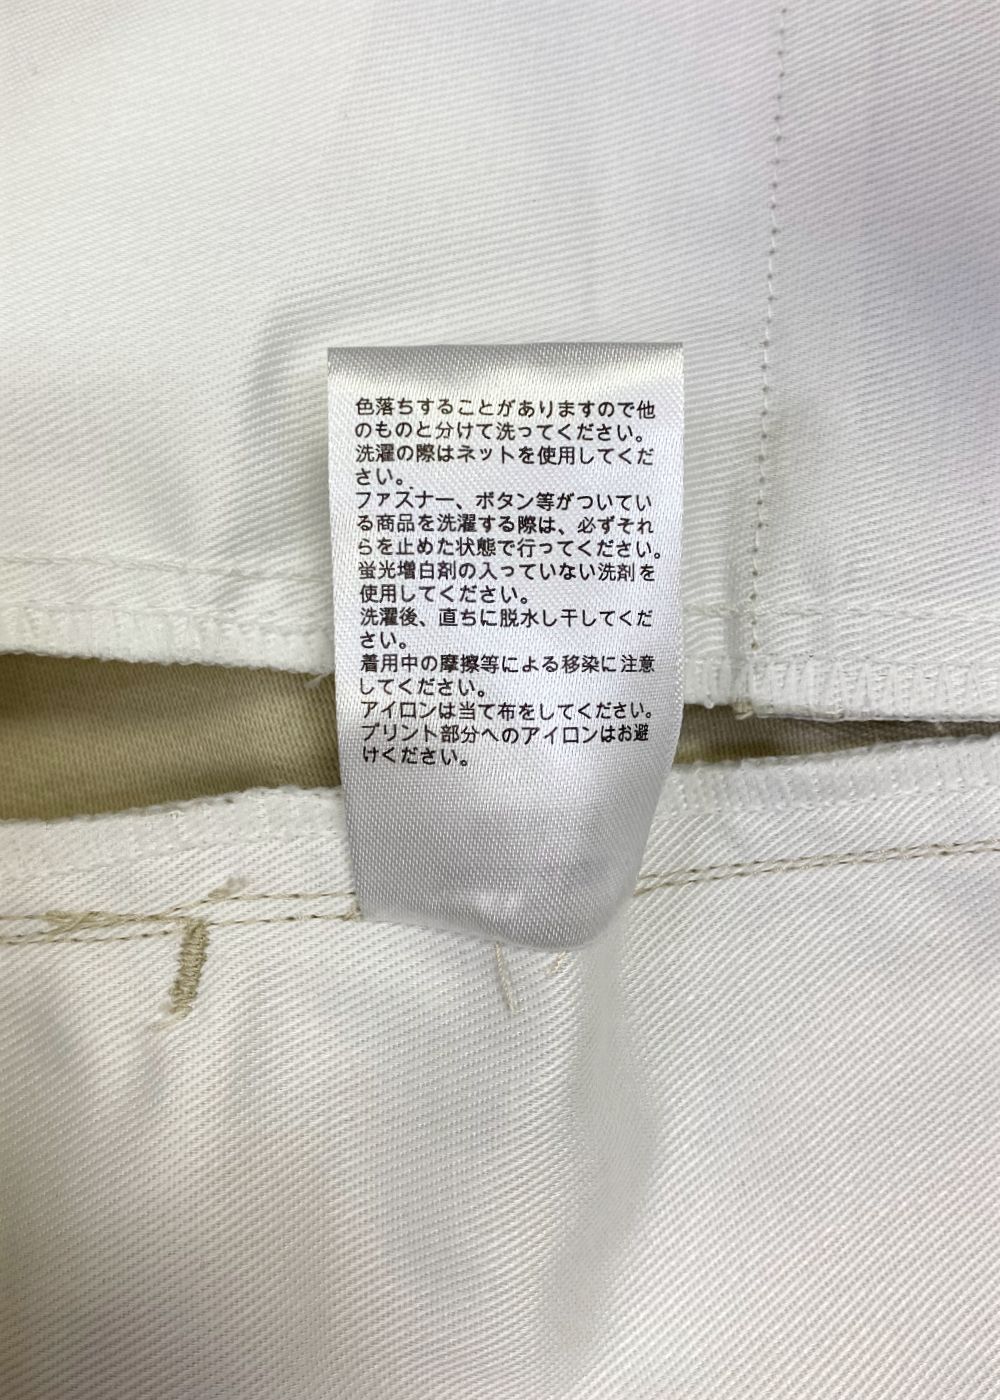 色落ちすることがありますので他
のものと分けて洗ってください。
洗濯の際はネットを使用してくだ
さい。
ファスナー、ボタン等がついてい
る商品を洗濯する際は、必ずそれ
らを止めた状態で行ってください。
蛍光増白剤の入っていない洗剤を
使用してください。
洗濯後、直ちに脱水し干してくだ
さい。
着用中の摩擦等による移染に注意
してください。
アイロンは当て布をしてください。
プリント部分へのアイロンはお避
けください。